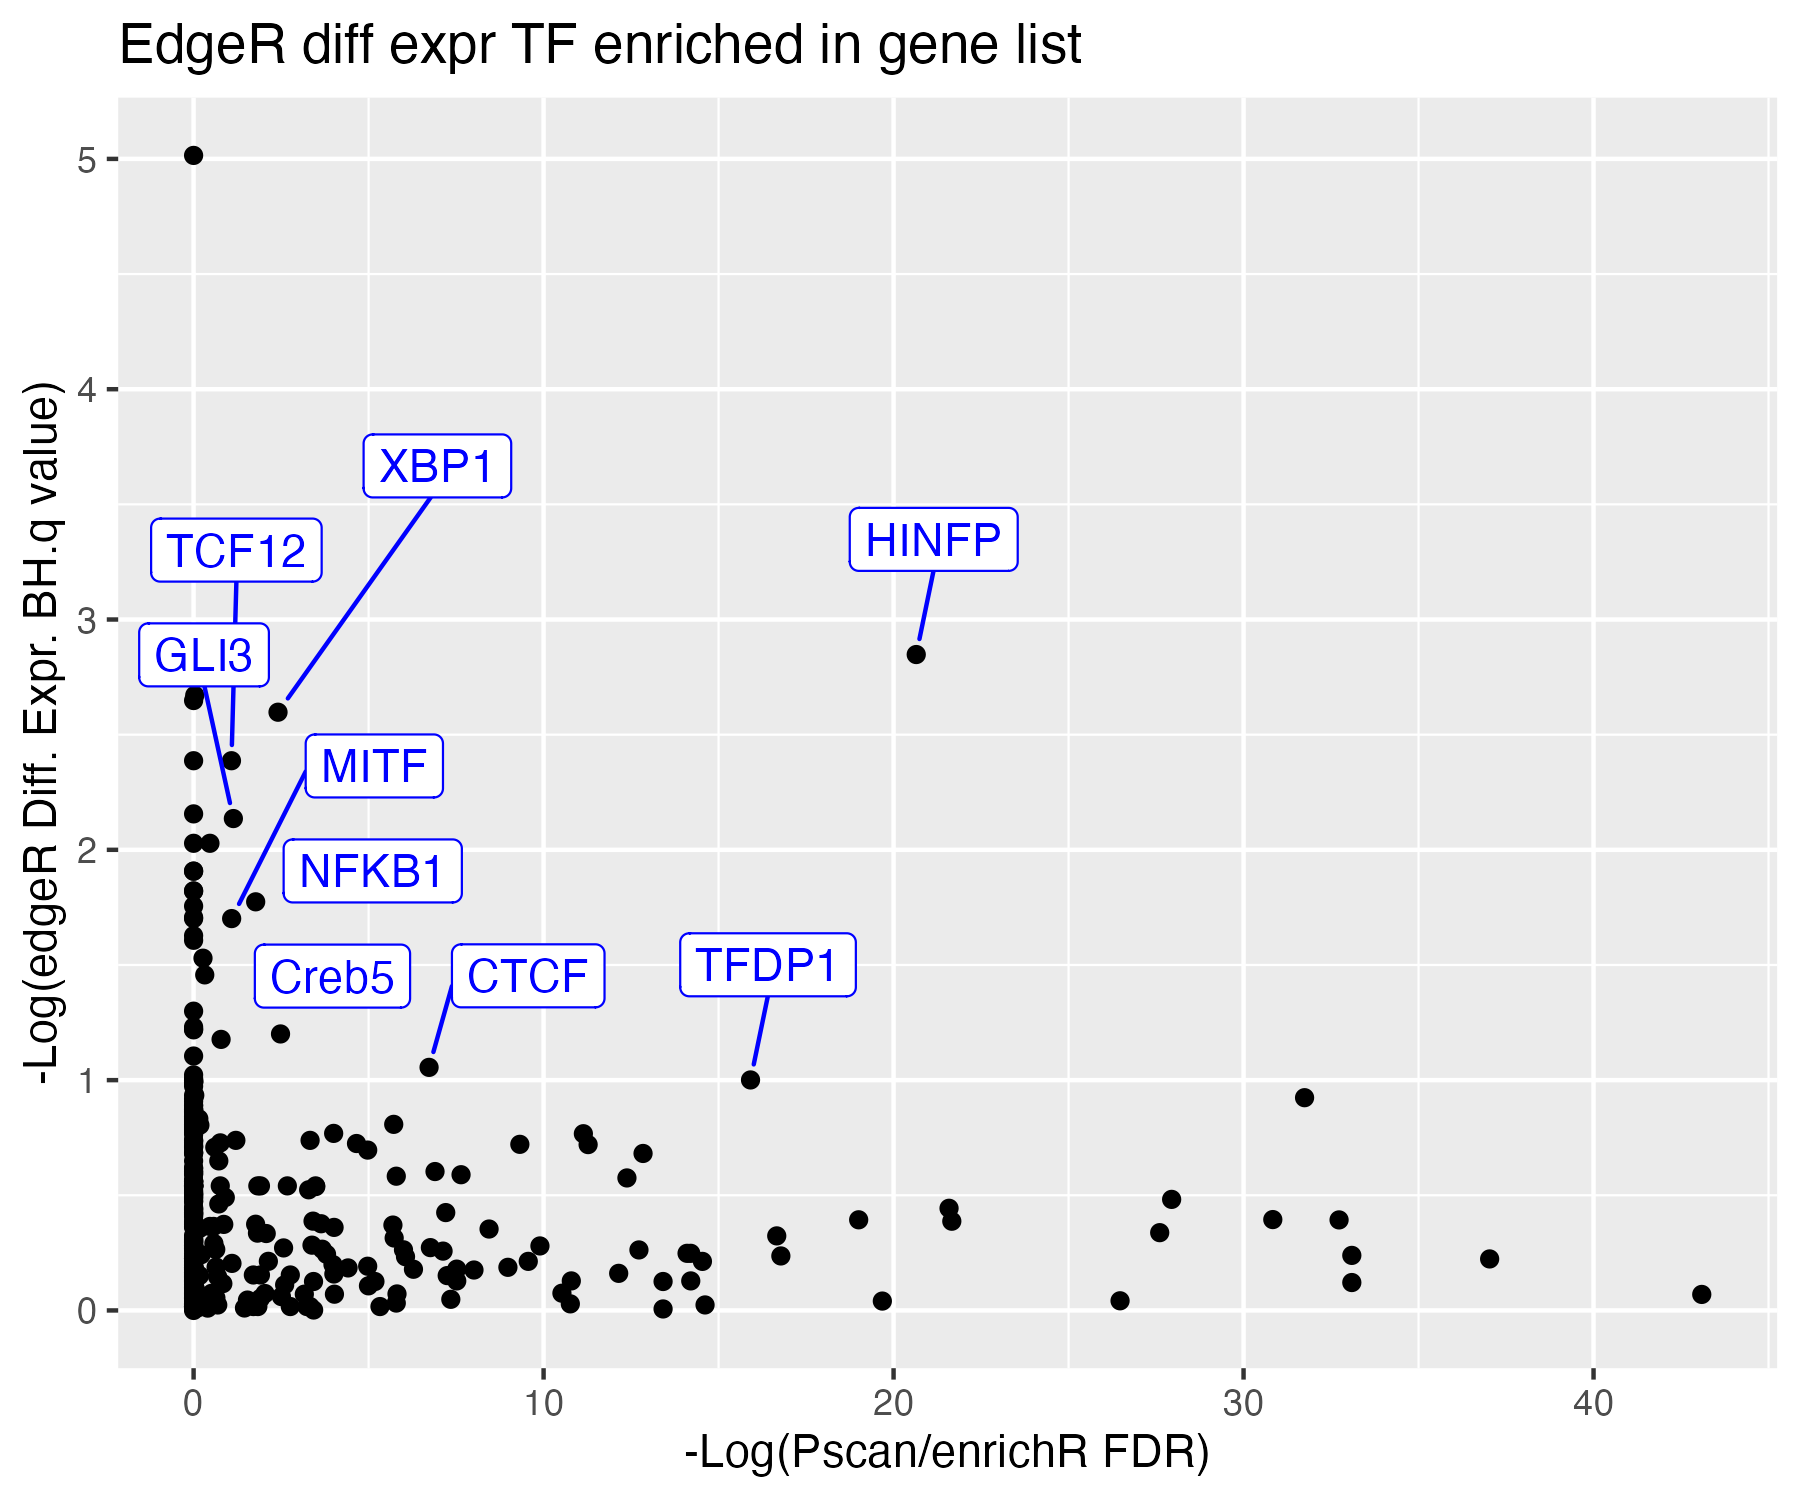 EdgeR diff expr TF enriched in gene list
-Log(edgeR Diff. Expr. BH.q value)
5
4
3
2
1
0
XBP1
HINFP
TCF12
GLI3
MITF
NFKB1
Creb5
CTCF
TFDP1
0
10
20
30
40
-Log(Pscan/enrichR FDR)